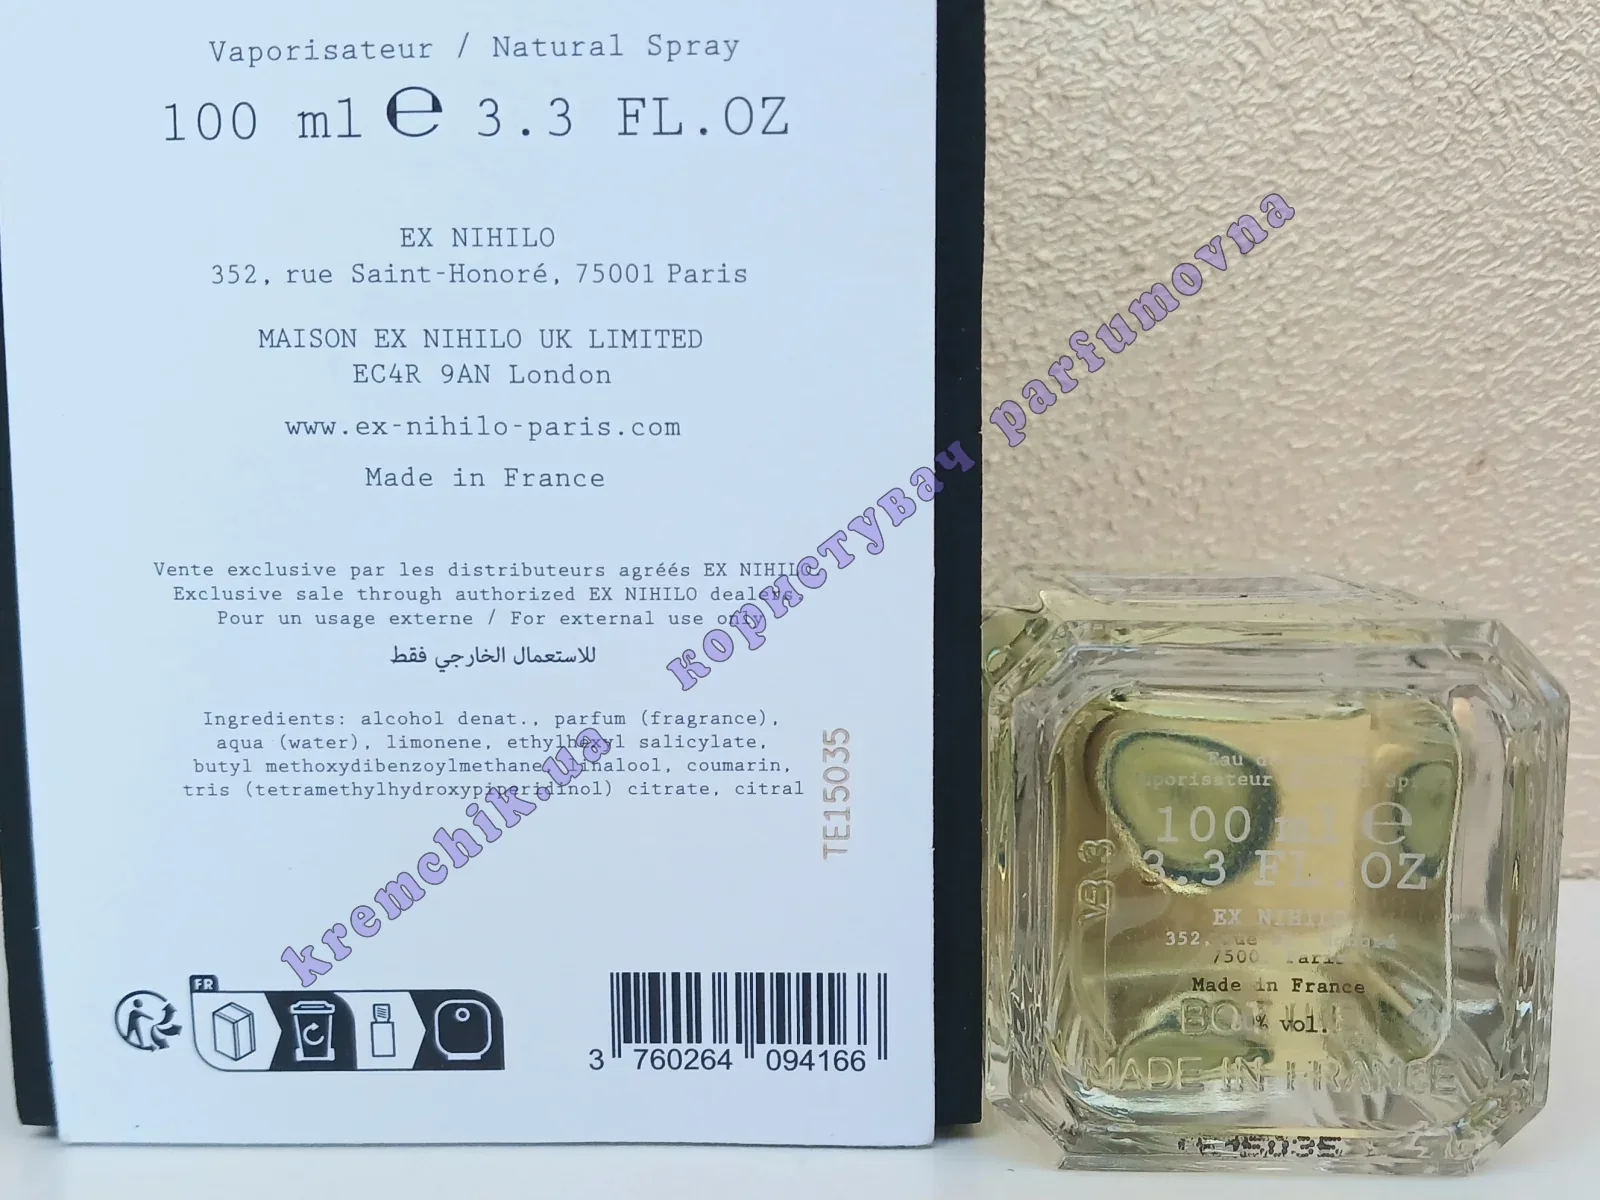 Vaporisateur / Natural Spray
100 ml e 3.3 FL.OZ
EX NIHILO
352, rue Saint-Honoré, 75001 Paris
MAISON EX NIHILO UK LIMITED
EC4R 9AN London
www.ex-nihilo-paris.com
Made in France
Vente exclusive par les distributeurs agréés EX NIHILO.
Exclusive sale through authorized EX NIHILO dealers.
Pour un usage externe / For external use only
للاستعمال الخارجي فقط
Ingredients: alcohol denat., parfum (fragrance),
aqua (water), limonene, ethylhexyl salicylate,
butyl methoxydibenzoylmethane, linalool, coumarin,
tris (tetramethylhydroxypiperidinol) citrate, citral
TE15035
FR
3 760264 094166
kremchik.ua користувач parfumovna
Eau
100 ml e
3.3 FL.OZ
EX NIHILO
352, rue
Paris
Made in France
% vol.
MADE IN FRANCE